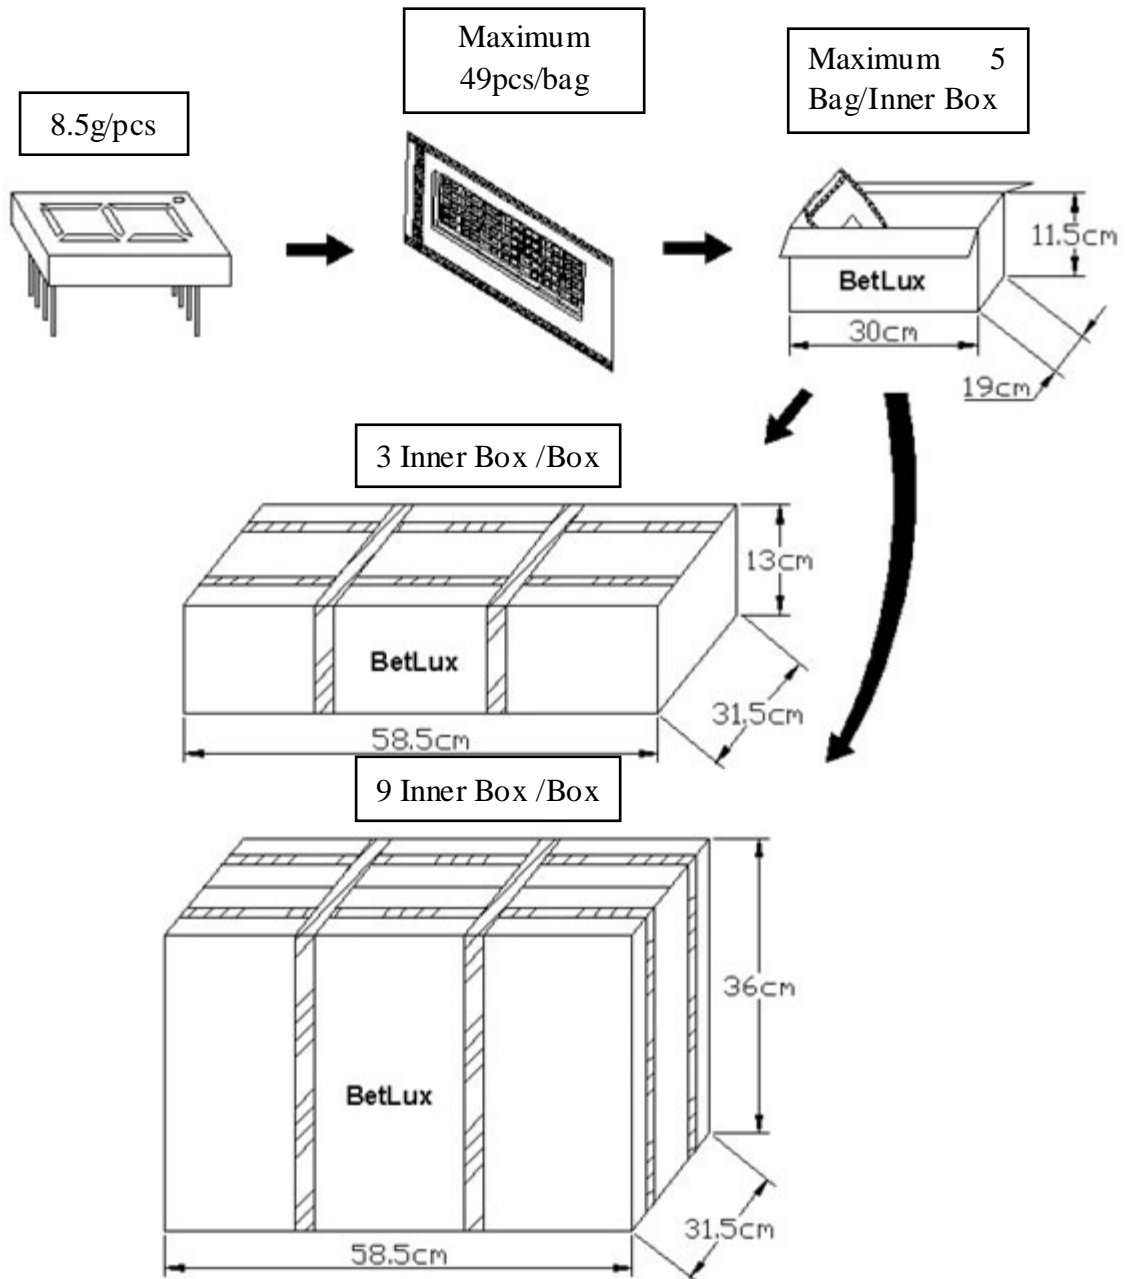 Maximum
49pcs/bag
Maximum 5
Bag/Inner Box
8.5g/pcs
11.5cm
BetLux
30cm
19cm
3 Inner Box /Box
13cm
BetLux
31.5cm
58.5cm
9 Inner Box /Box
36cm
BetLux
31.5cm
58.5cm